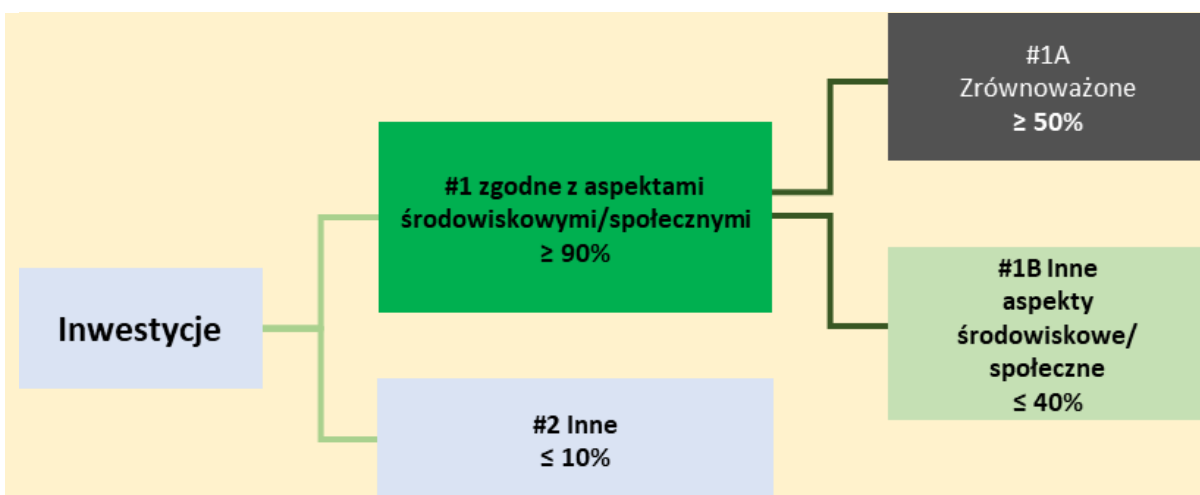 Inwestycje
#1 zgodne z aspektami
środowiskowymi/społecznymi
≥ 90%
#2 Inne
≤ 10%
#1A
Zrównoważone
≥ 50%
#1B Inne
aspekty
środowiskowe/
społeczne
≤ 40%